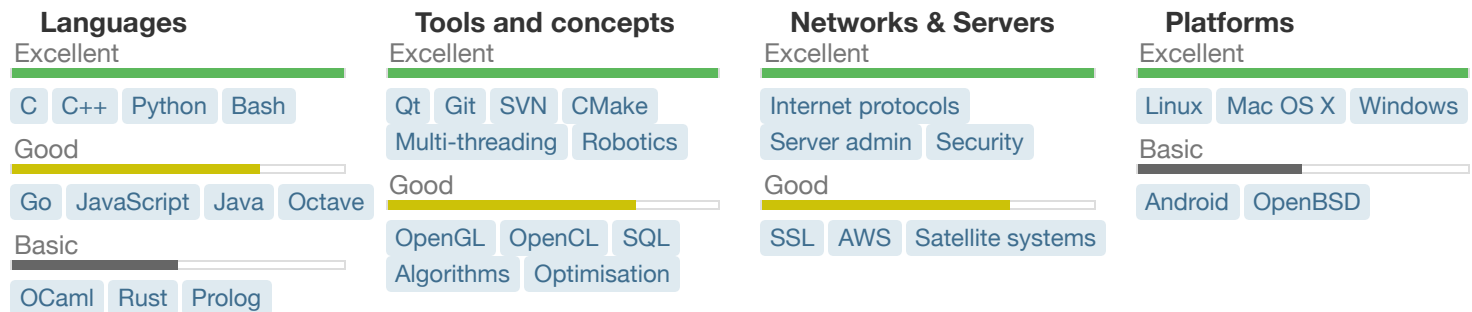 Languages
Excellent
C C++ Python Bash
Good
Go JavaScript Java Octave
Basic
OCaml Rust Prolog
Tools and concepts
Excellent
Qt Git SVN CMake
Multi-threading Robotics
Good
OpenGL OpenCL SQL
Algorithms Optimisation
Networks & Servers
Excellent
Internet protocols
Server admin Security
Good
SSL AWS Satellite systems
Platforms
Excellent
Linux Mac OS X Windows
Basic
Android OpenBSD